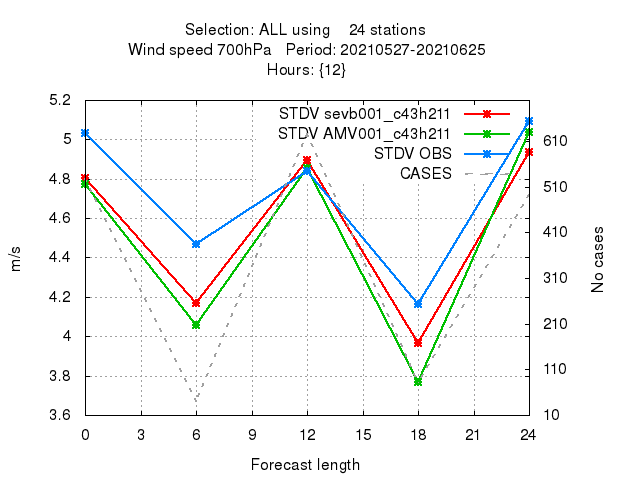 Selection: ALL using    24 stations
Wind speed 700hPa   Period: 20210527-20210625
Hours: {12}
STDV sevb001_c43h211
STDV AMV001_c43h211
STDV OBS
CASES
5.2
5
4.8
4.6
4.4
4.2
4
3.8
3.6
m/s
610
510
410
310
210
110
10
No cases
0 3 6 9 12 15 18 21 24
Forecast length